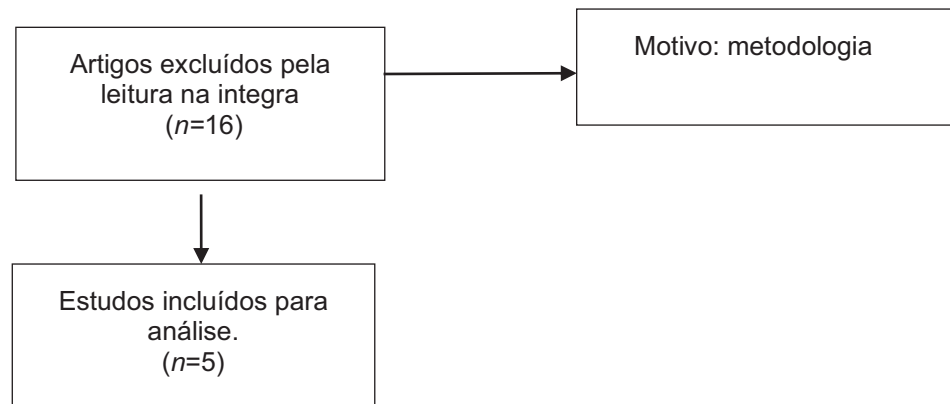 Artigos excluídos pela
leitura na integra
(n=16)
Motivo: metodologia
Estudos incluídos para
análise.
(n=5)